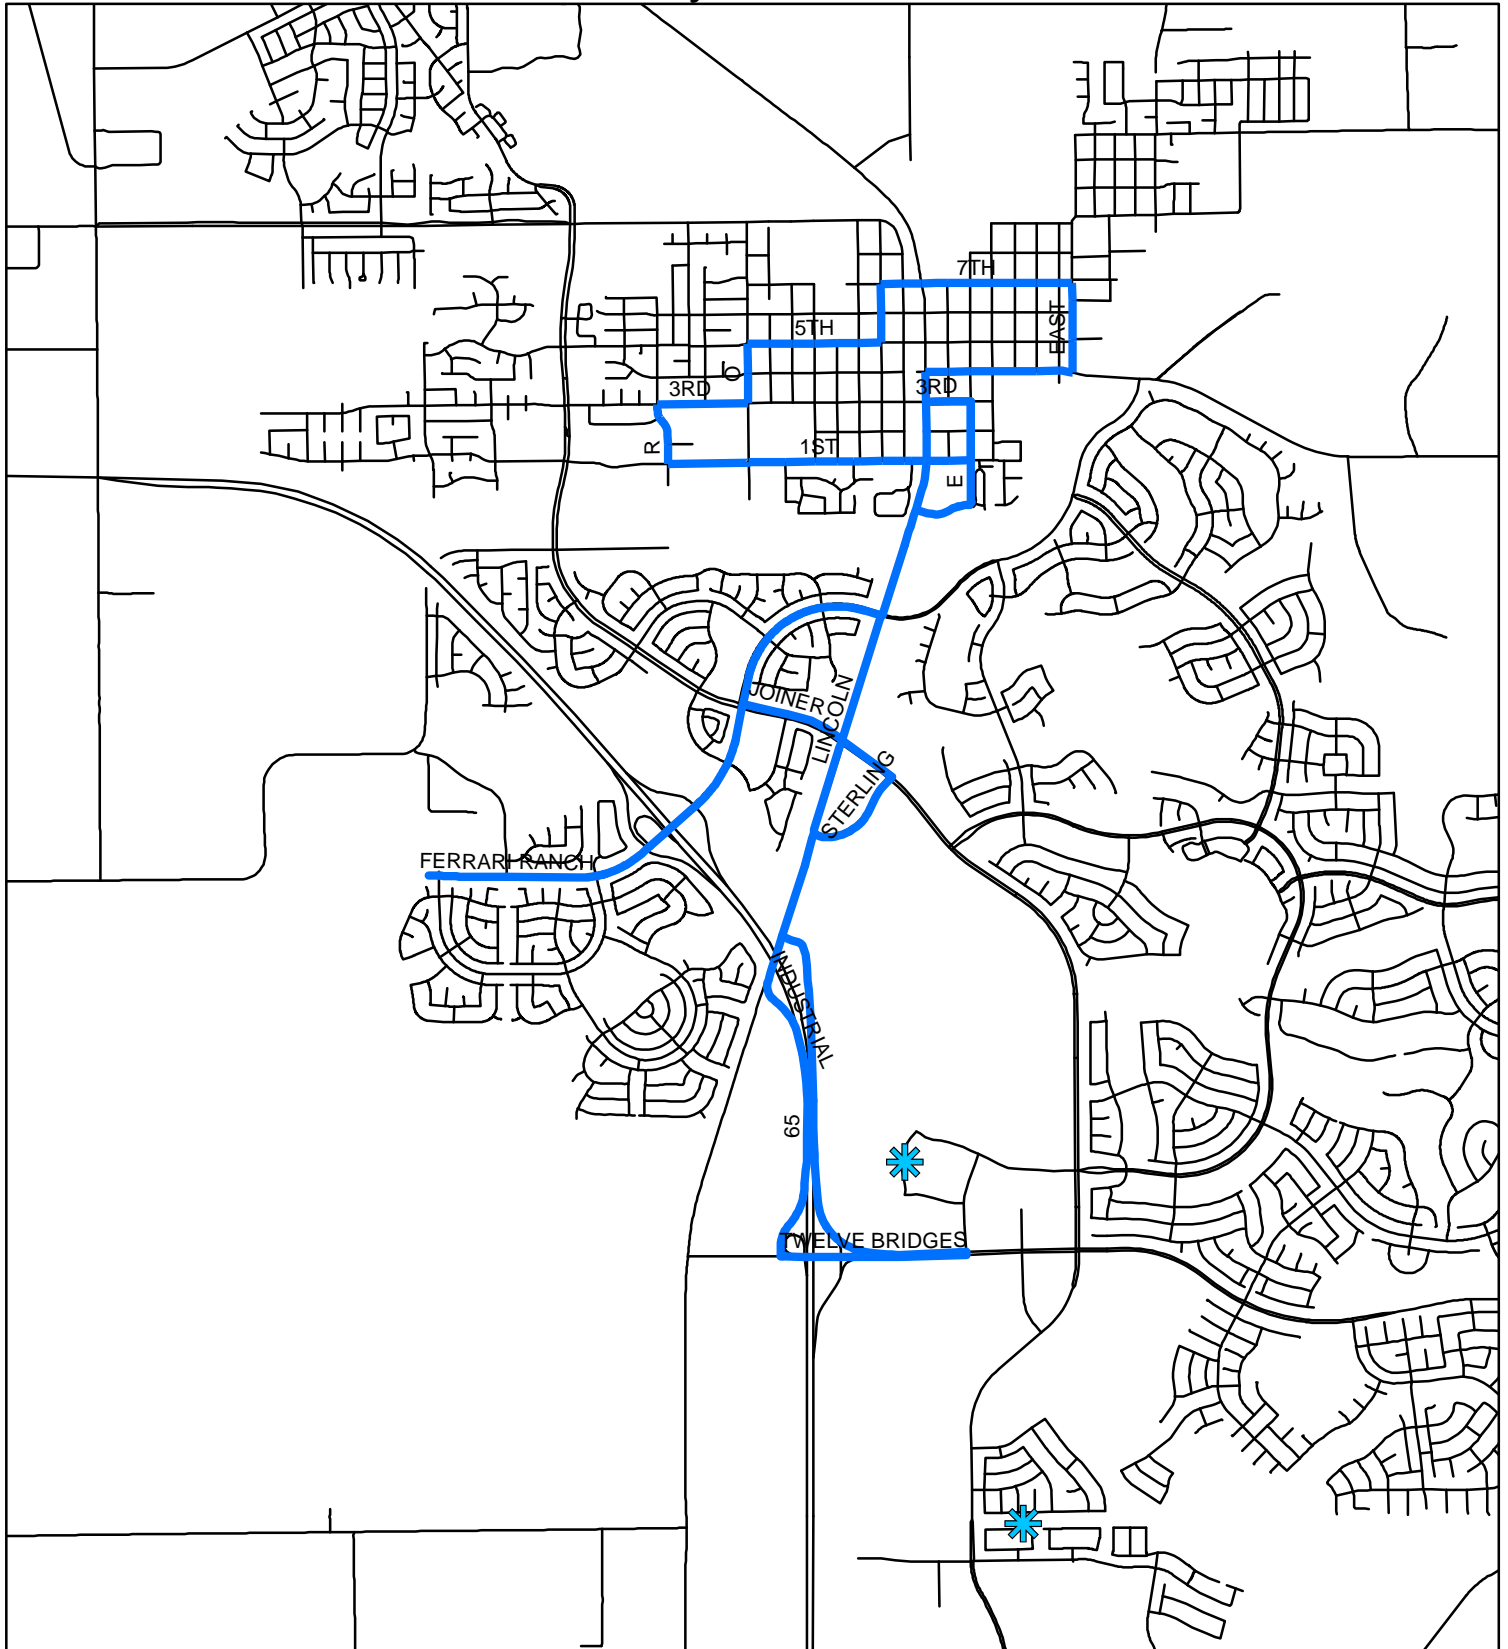 7TH
EAST
5TH
O
3RD
3RD
R
1ST
E
JOINER
LINCOLN
STERLING
FERRARI RANCH
INDUSTRIAL
65
TWELVE BRIDGES